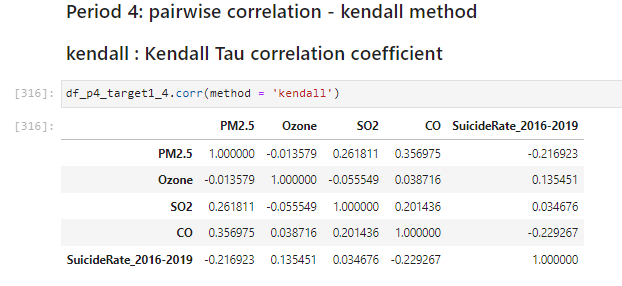 Period 4: pairwise correlation - kendall method
kendall : Kendall Tau correlation coefficient
[316]: df_p4_target1_4.corr(method = 'kendall')
[316]:
PM2.5 Ozone SO2 CO SuicideRate_2016-2019
PM2.5 1.000000 -0.013579 0.261811 0.356975 -0.216923
Ozone -0.013579 1.000000 -0.055549 0.038716 0.135451
SO2 0.261811 -0.055549 1.000000 0.201436 0.034676
CO 0.356975 0.038716 0.201436 1.000000 -0.229267
SuicideRate_2016-2019 -0.216923 0.135451 0.034676 -0.229267 1.000000